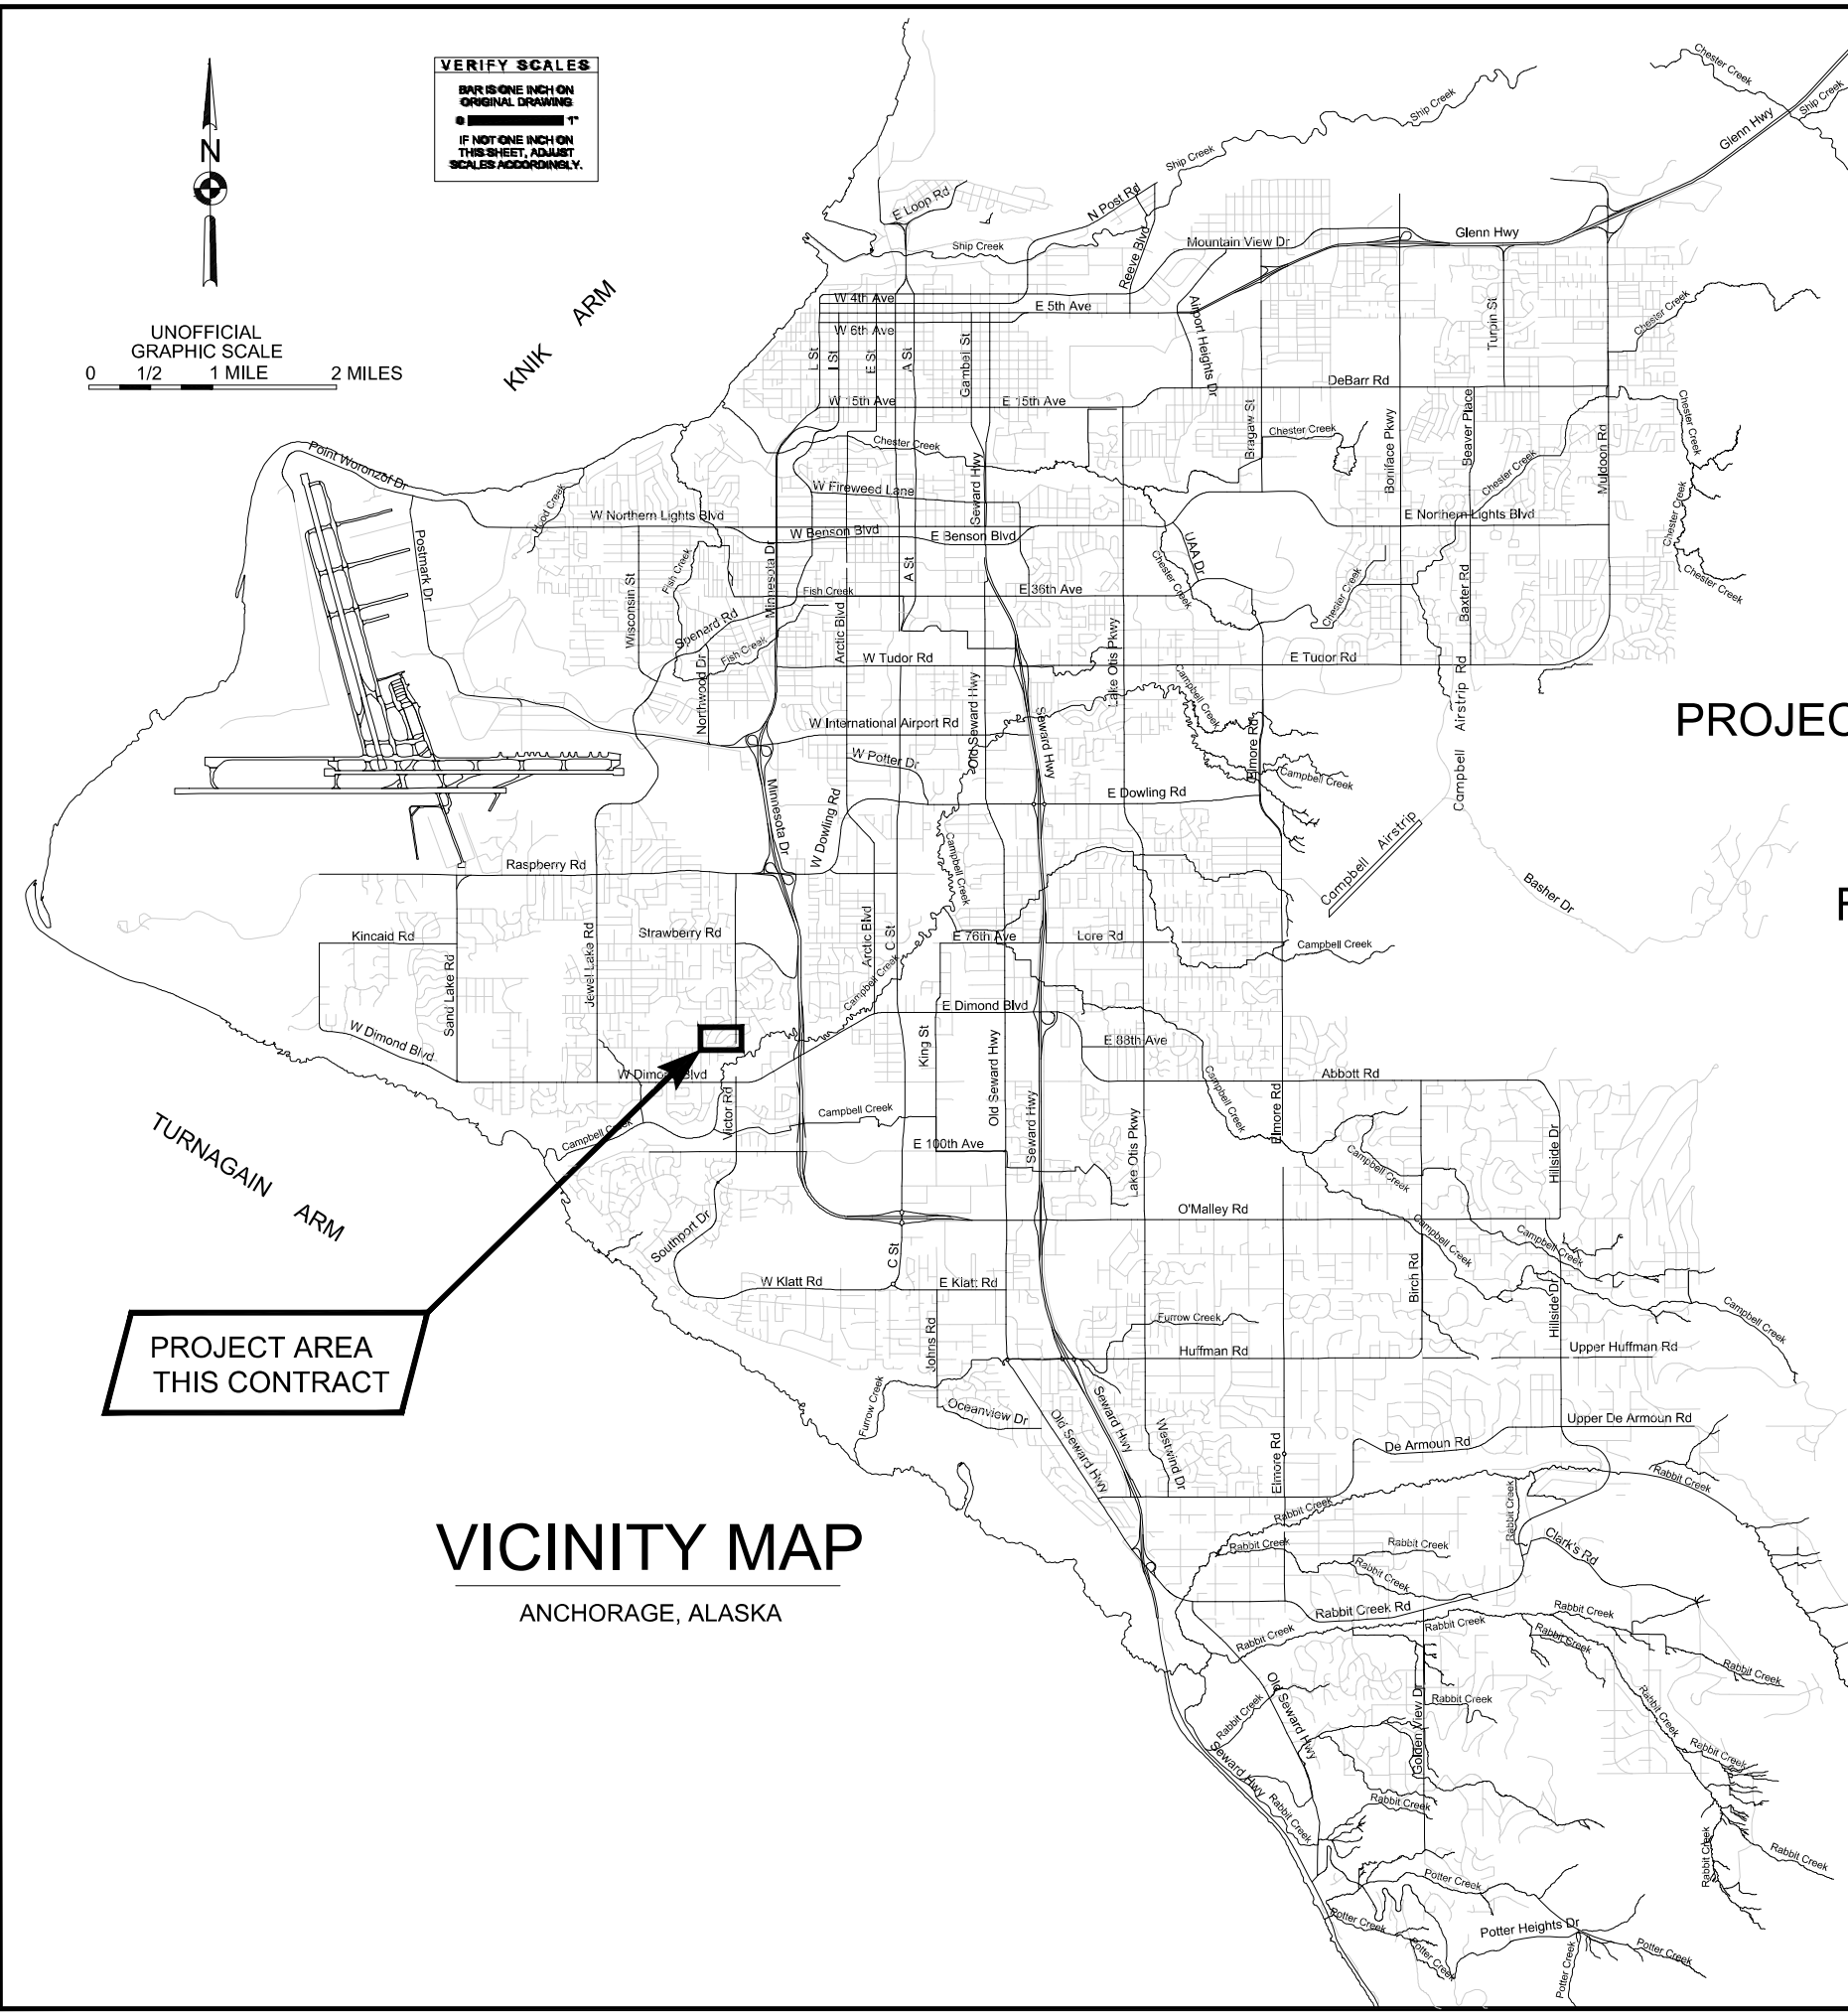 VERIFY SCALES
BAR IS ONE INCH ON
ORIGINAL DRAWING
0 1"
IF NOT ONE INCH ON
THIS SHEET, ADJUST
SCALES ACCORDINGLY.
N
UNOFFICIAL
GRAPHIC SCALE
0 1/2 1 MILE 2 MILES
KNIK ARM
Chester Creek
Ship Creek
Glenn Hwy
Ship Creek
Ship Creek
E Loop Rd
N Post Rd
Reeve Blvd
Ship Creek
Mountain View Dr
Glenn Hwy
W 4th Ave
E 5th Ave
W 6th Ave
Airport Heights Dr
Turpin St
Chester Creek
L St
I St
E St
A St
Gambel St
DeBarr Rd
W 15th Ave
E 15th Ave
Bragaw St
Chester Creek
Boniface Pkwy
Beaver Place
Muldoon Rd
Chester Creek
Chester Creek
Chester Creek
Point Woronzof Dr
Hood Creek
W Fireweed Lane
Seward Hwy
W Northern Lights Blvd
E Northern Lights Blvd
W Benson Blvd
E Benson Blvd
Chester Creek
Chester Creek
Postmark Dr
Wisconsin St
Fish Creek
Minnesota Dr
A St
UAA Dr
Chester Creek
Chester Creek
Baxter Rd
Fish Creek
E 36th Ave
Spenard Rd
Fish Creek
Arctic Blvd
Lake Otis Pkwy
Northwood Dr
W Tudor Rd
E Tudor Rd
Old Seward Hwy
Seward Hwy
Campbell Creek
Elmore Rd
Campbell Airstrip Rd
PROJEC
W International Airport Rd
W Potter Dr
Campbell Creek
Minnesota Dr
W Dowling Rd
E Dowling Rd
Campbell Creek
Campbell Airstrip
Basher Dr
Raspberry Rd
Kincaid Rd
Sand Lake Rd
Jewel Lake Rd
Strawberry Rd
Arctic Blvd
C St
Campbell Creek
E 76th Ave
Lore Rd
Campbell Creek
W Dimond Blvd
E Dimond Blvd
King St
Old Seward Hwy
Seward Hwy
E 88th Ave
Campbell Creek
Elmore Rd
Abbott Rd
W Dimond Blvd
Victor Rd
Campbell Creek
Campbell Creek
E 100th Ave
Lake Otis Pkwy
Campbell Creek
Hillside Dr
TURNAGAIN ARM
Southport Dr
O'Malley Rd
C St
Campbell Creek
Campbell Creek
W Klatt Rd
E Klatt Rd
Birch Rd
Hillside Dr
Campbell Creek
PROJECT AREA
THIS CONTRACT
Johns Rd
Furrow Creek
Huffman Rd
Upper Huffman Rd
Furrow Creek
Oceanview Dr
Old Seward Hwy
Seward Hwy
Westwind Dr
Elmore Rd
De Armoun Rd
Upper De Armoun Rd
Rabbit Creek
Rabbit Creek
Rabbit Creek
VICINITY MAP
ANCHORAGE, ALASKA
Rabbit Creek
Rabbit Creek
Rabbit Creek
Clark's Rd
Rabbit Creek Rd
Rabbit Creek
Rabbit Creek
Rabbit Creek
Rabbit Creek
Rabbit Creek
Old Seward Hwy
Rabbit Creek
Golden View Dr
Rabbit Creek
Rabbit Creek
Seward Hwy
Rabbit Creek
Rabbit Creek
Rabbit Creek
Rabbit Creek
Rabbit Creek
Potter Creek
Potter Creek
Potter Creek
Potter Heights Dr
Potter Creek
Potter Creek